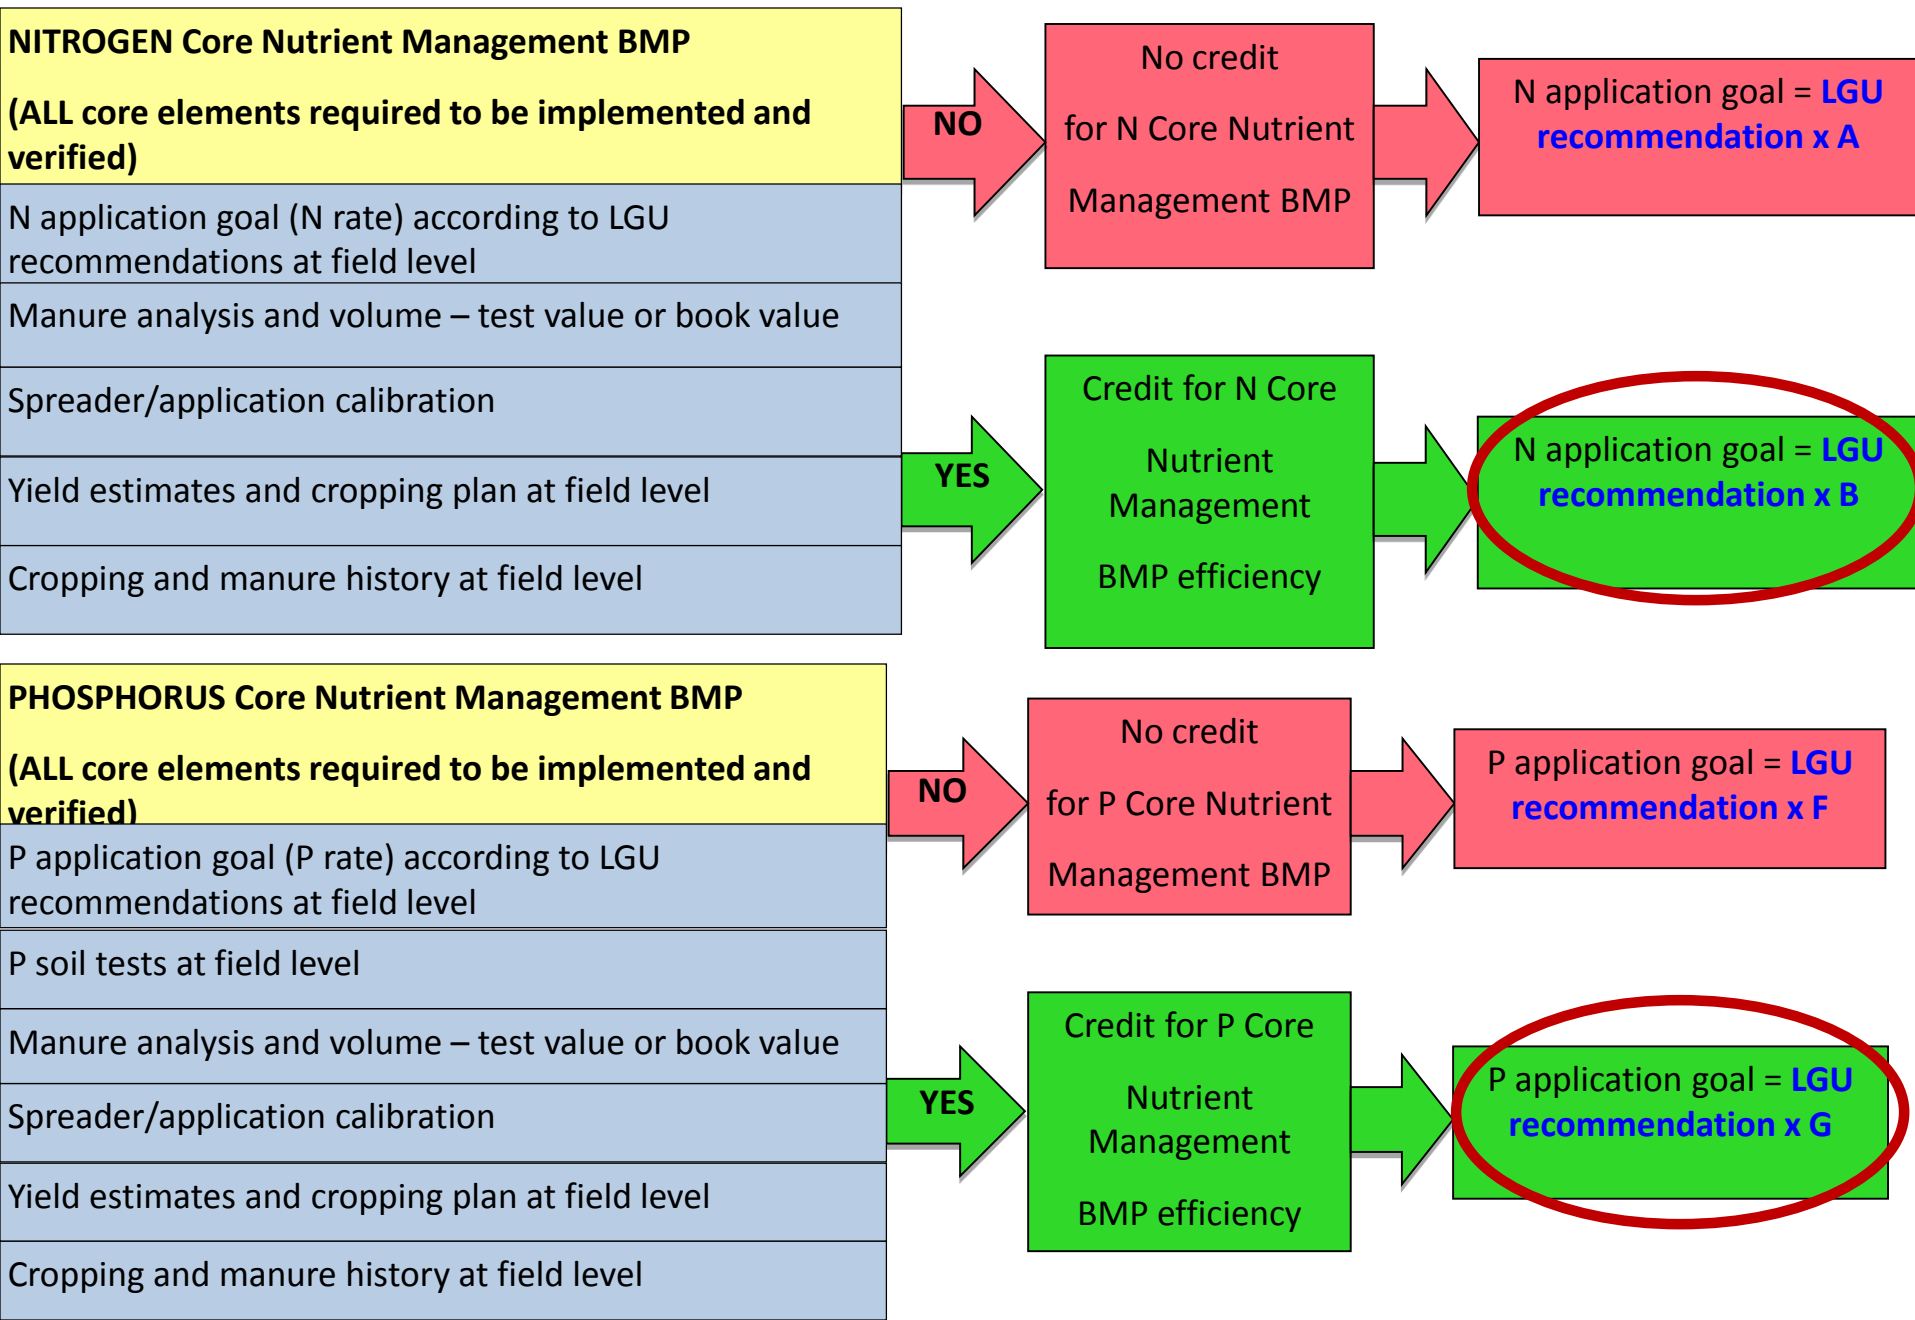 NITROGEN Core Nutrient Management BMP
(ALL core elements required to be implemented and
verified)
N application goal (N rate) according to LGU
recommendations at field level
Manure analysis and volume – test value or book value
Spreader/application calibration
Yield estimates and cropping plan at field level
Cropping and manure history at field level
NO
No credit
for N Core Nutrient
Management BMP
N application goal = LGU
recommendation x A
YES
Credit for N Core
Nutrient
Management
BMP efficiency
N application goal = LGU
recommendation x B
PHOSPHORUS Core Nutrient Management BMP
(ALL core elements required to be implemented and
verified)
P application goal (P rate) according to LGU
recommendations at field level
P soil tests at field level
Manure analysis and volume – test value or book value
Spreader/application calibration
Yield estimates and cropping plan at field level
Cropping and manure history at field level
NO
No credit
for P Core Nutrient
Management BMP
P application goal = LGU
recommendation x F
YES
Credit for P Core
Nutrient
Management
BMP efficiency
P application goal = LGU
recommendation x G